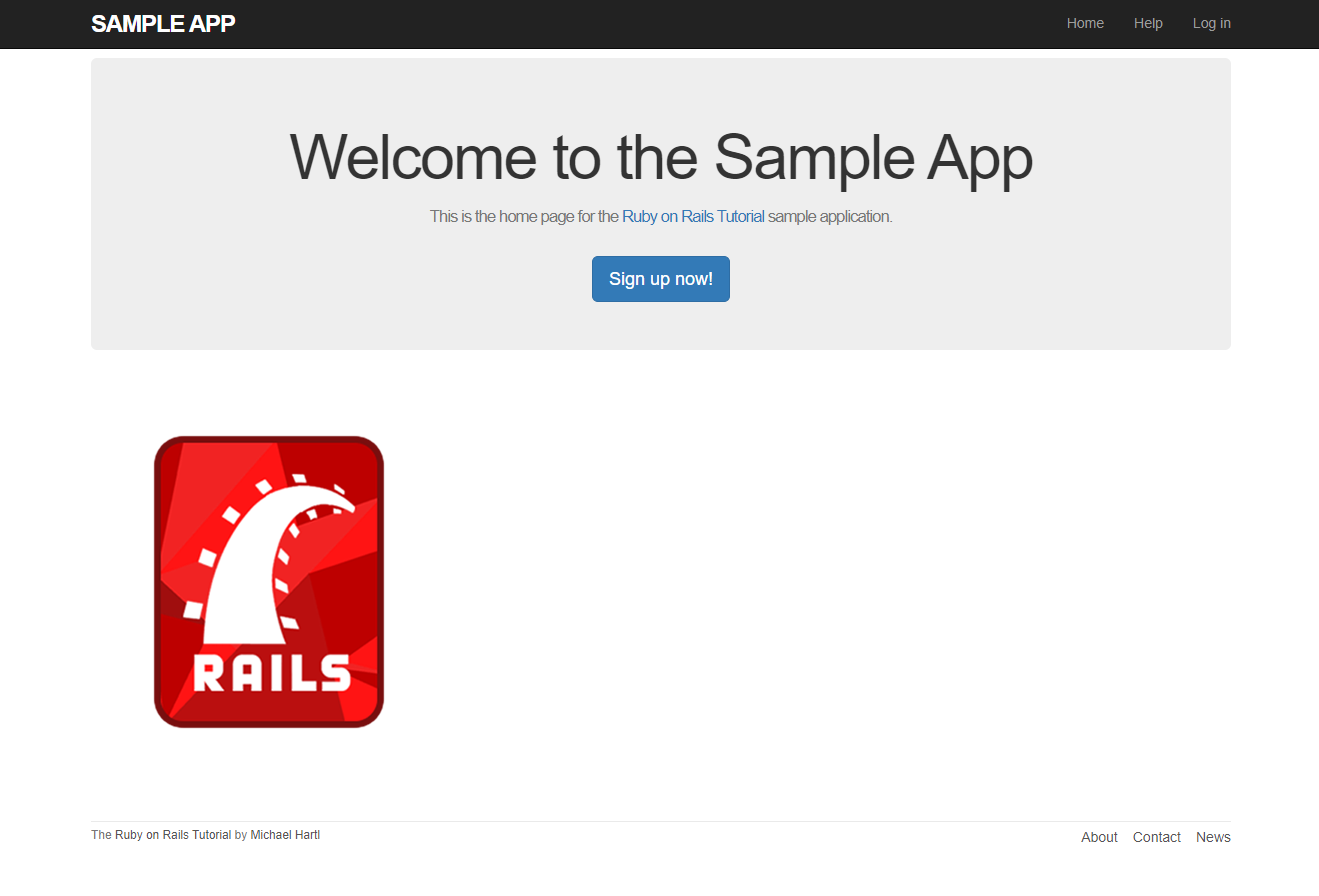 SAMPLE APP
Home
Help
Log in
Welcome to the Sample App
This is the home page for the Ruby on Rails Tutorial sample application.
Sign up now!
RAILS
The Ruby on Rails Tutorial by Michael Hartl
About
Contact
News